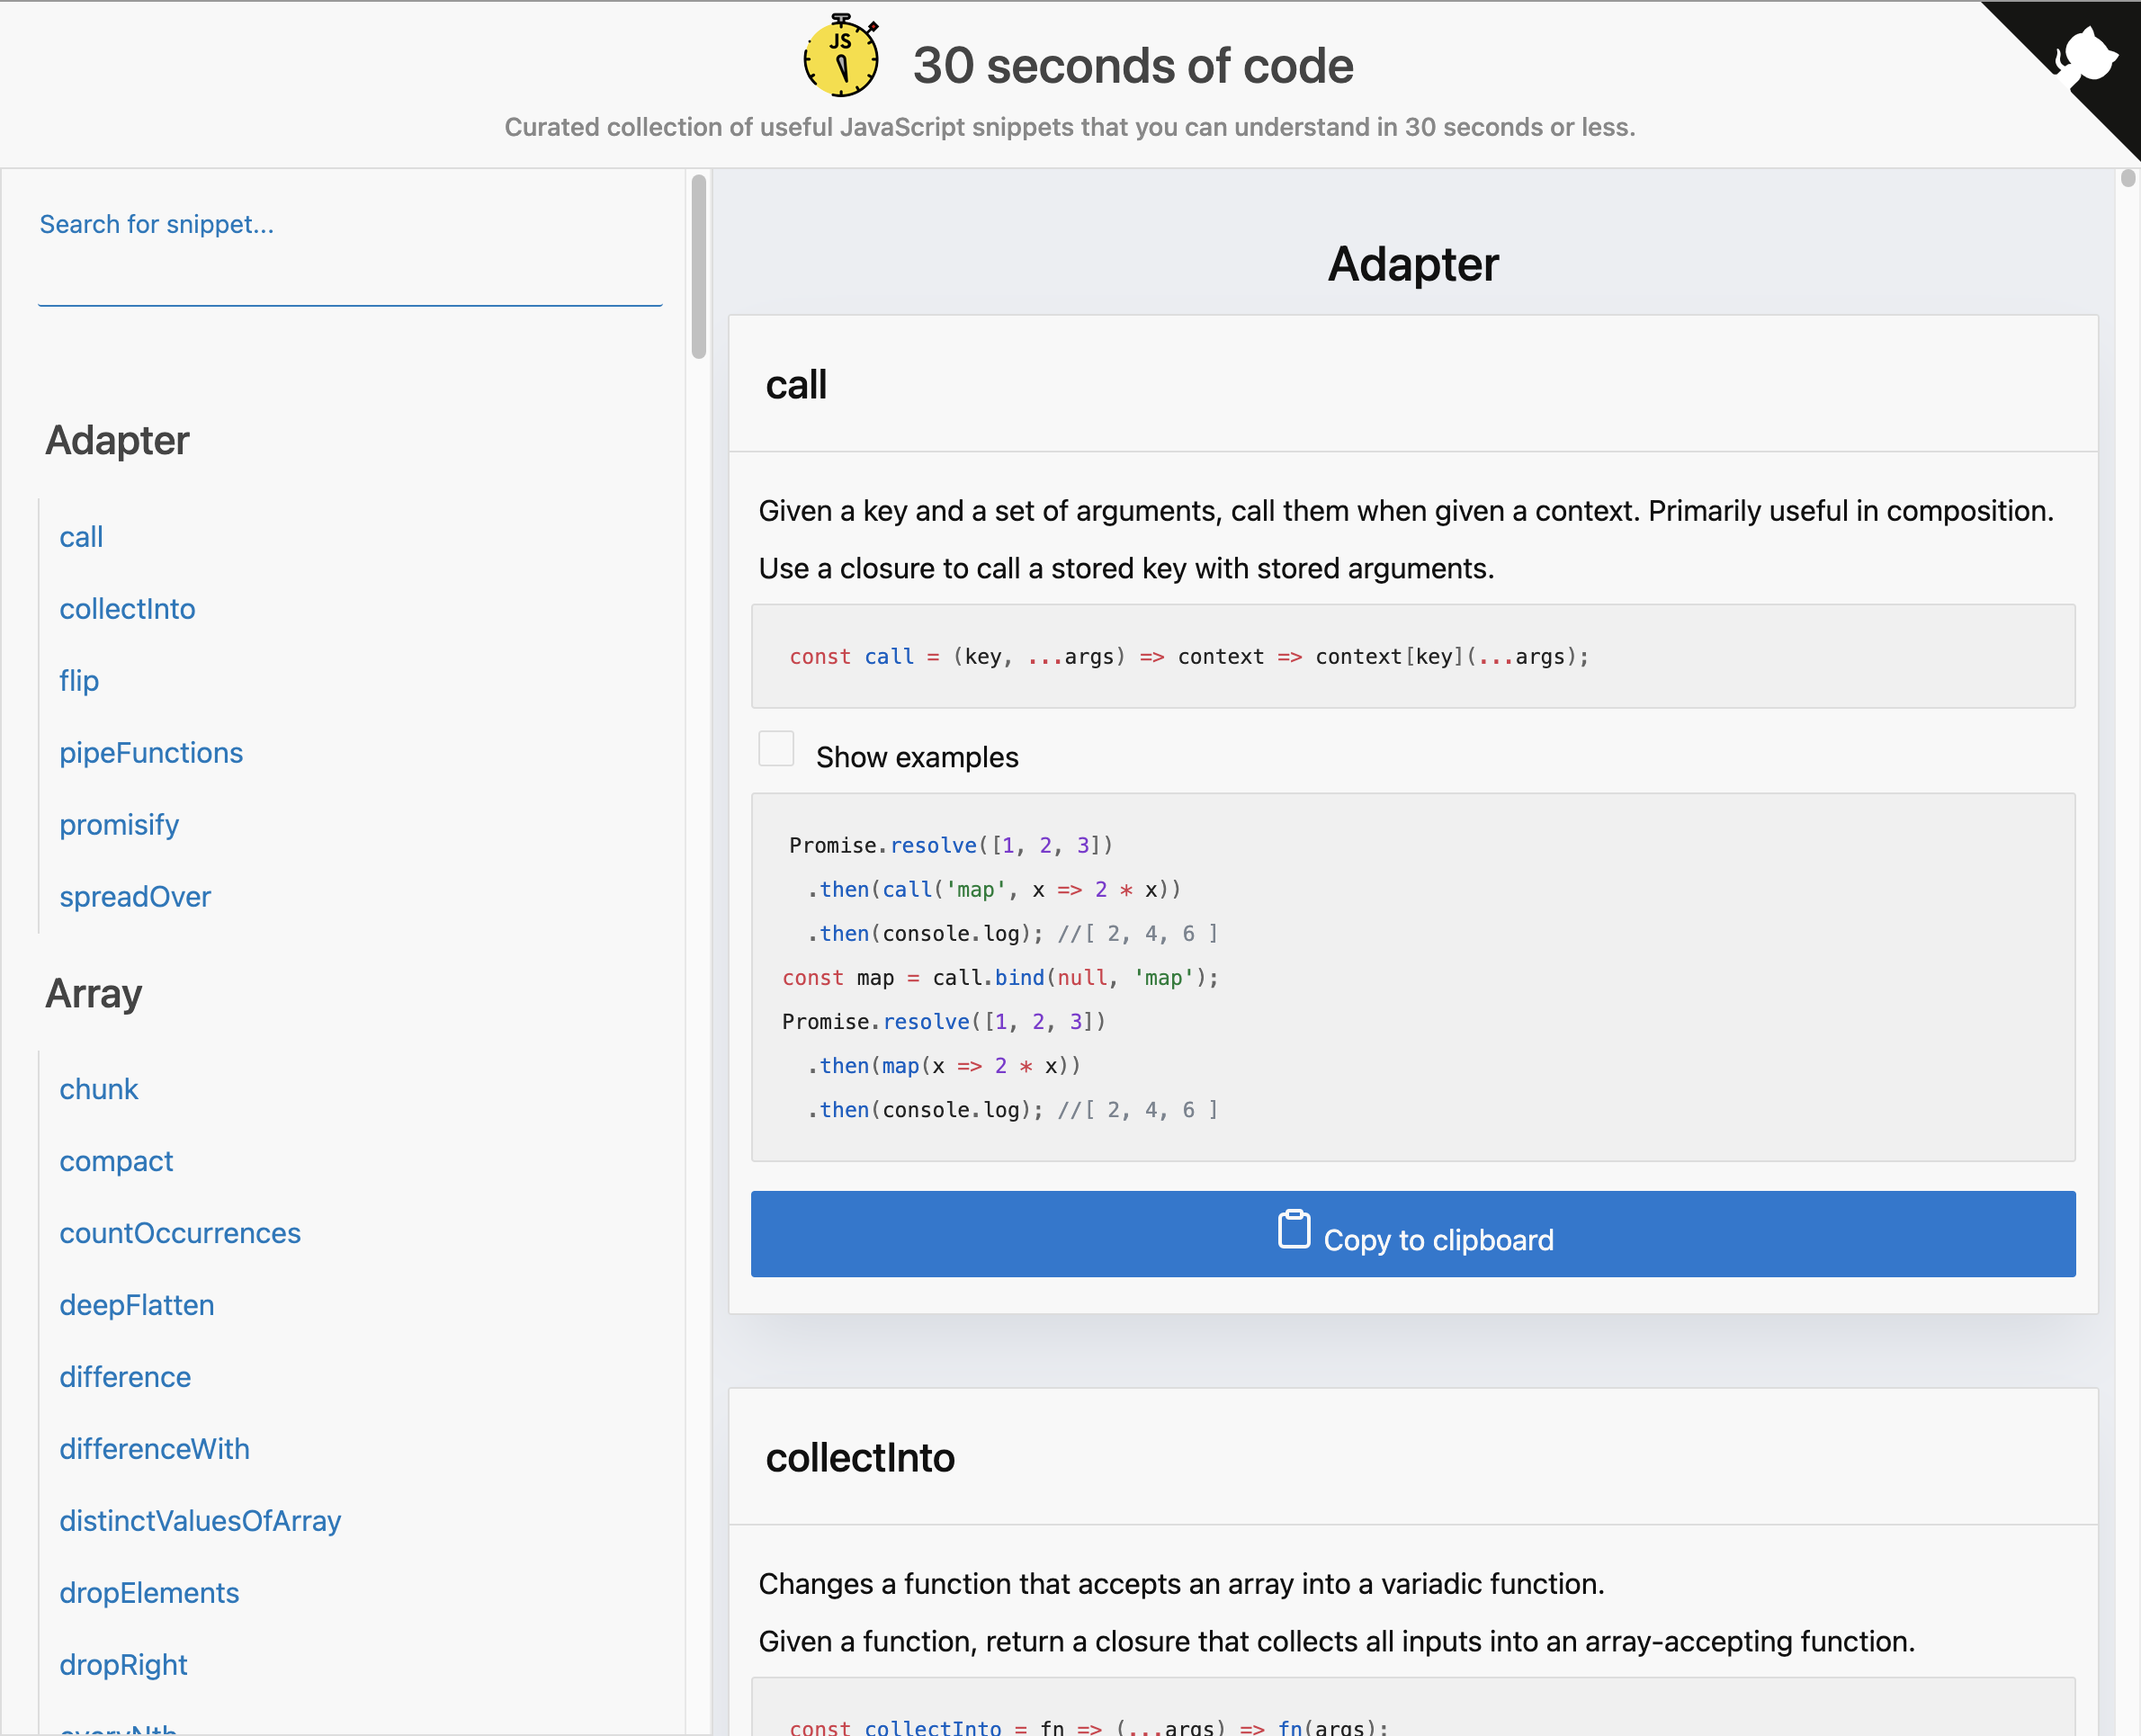 JS
30 seconds of code
Curated collection of useful JavaScript snippets that you can understand in 30 seconds or less.
Search for snippet...
Adapter
call
collectInto
flip
pipeFunctions
promisify
spreadOver
Array
chunk
compact
countOccurrences
deepFlatten
difference
differenceWith
distinctValuesOfArray
dropElements
dropRight
everyNth
Adapter
call
Given a key and a set of arguments, call them when given a context. Primarily useful in composition.
Use a closure to call a stored key with stored arguments.
const call = (key, ...args) => context => context[key](...args);
Show examples
Promise.resolve([1, 2, 3])
  .then(call('map', x => 2 * x))
  .then(console.log); //[ 2, 4, 6 ]
const map = call.bind(null, 'map');
Promise.resolve([1, 2, 3])
  .then(map(x => 2 * x))
  .then(console.log); //[ 2, 4, 6 ]
Copy to clipboard
collectInto
Changes a function that accepts an array into a variadic function.
Given a function, return a closure that collects all inputs into an array-accepting function.
const collectInto = fn => (...args) => fn(args);